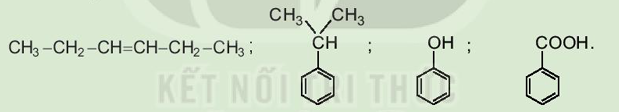 CH₃–CH₂–CH=CH–CH₂–CH₃ ;
CH₃ CH₃
CH ;
OH ;
COOH.
KẾT NỐI TRI THỨC